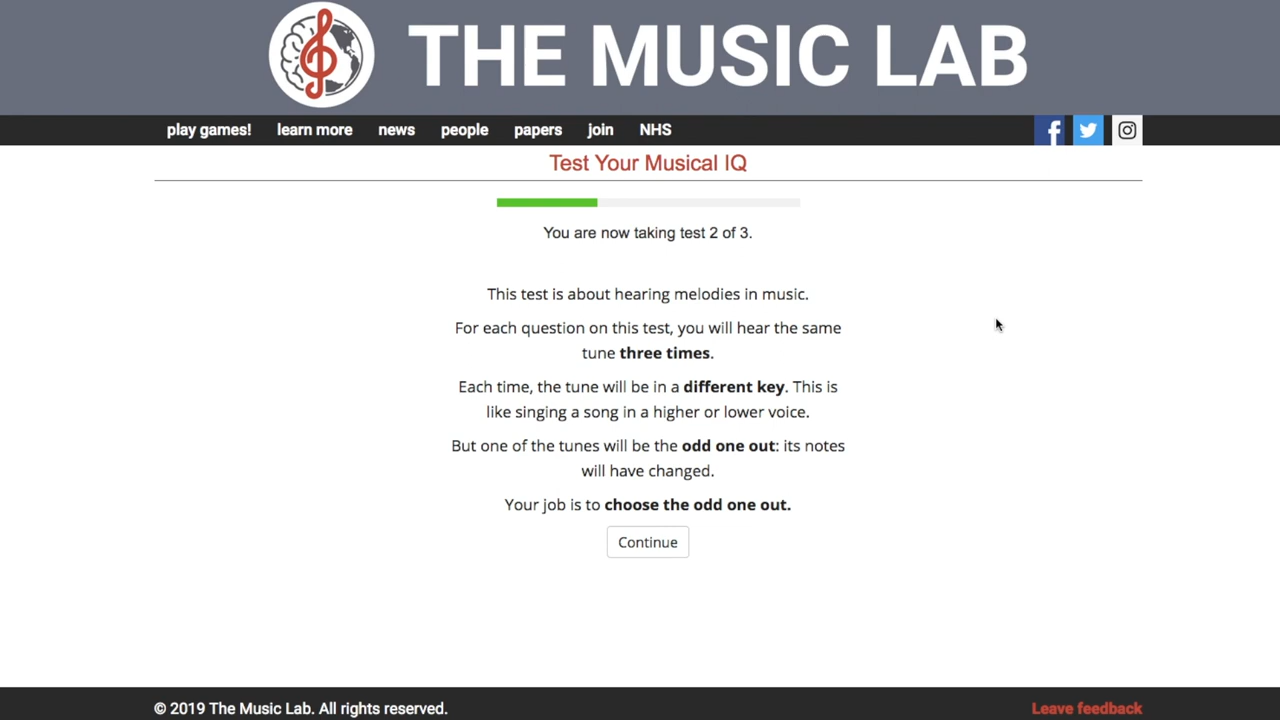 THE MUSIC LAB
play games! learn more news people papers join NHS
Test Your Musical IQ
You are now taking test 2 of 3.
This test is about hearing melodies in music.
For each question on this test, you will hear the same
tune three times.
Each time, the tune will be in a different key. This is
like singing a song in a higher or lower voice.
But one of the tunes will be the odd one out: its notes
will have changed.
Your job is to choose the odd one out.
Continue
© 2019 The Music Lab. All rights reserved.
Leave feedback